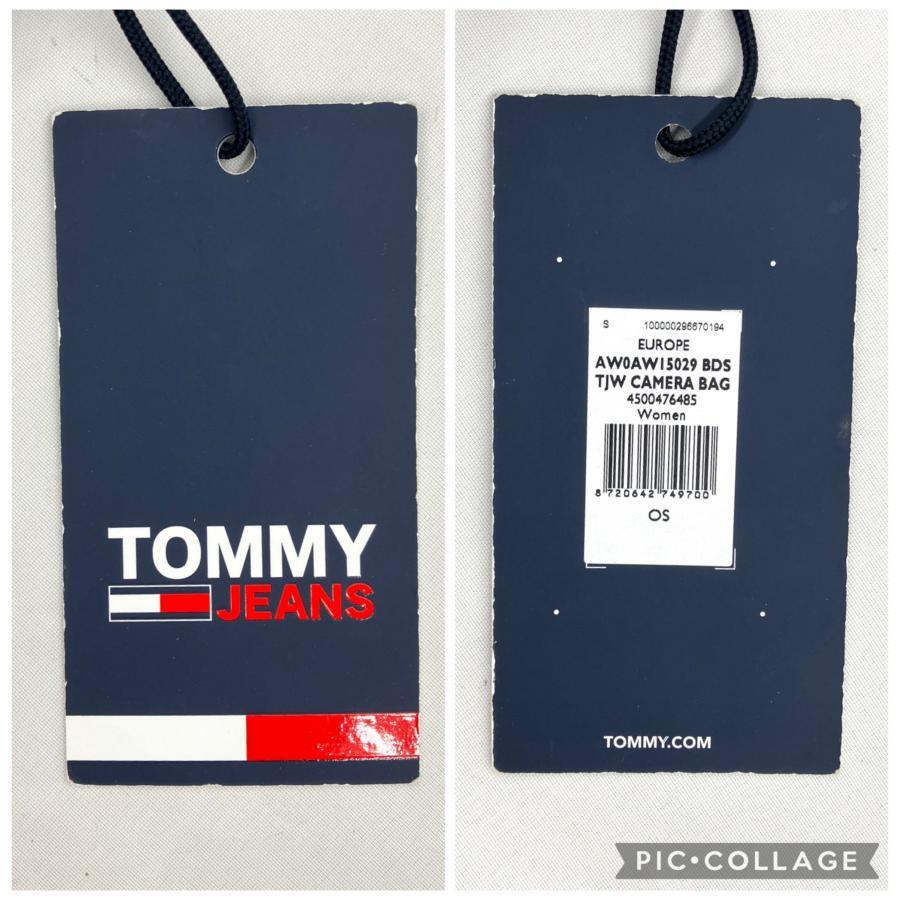 TOMMY
JEANS
S 100000296670194
EUROPE
AW0AW15029 BDS
TJW CAMERA BAG
4500476485
Women
8 720642 749700
OS
TOMMY.COM
PIC•COLLAGE